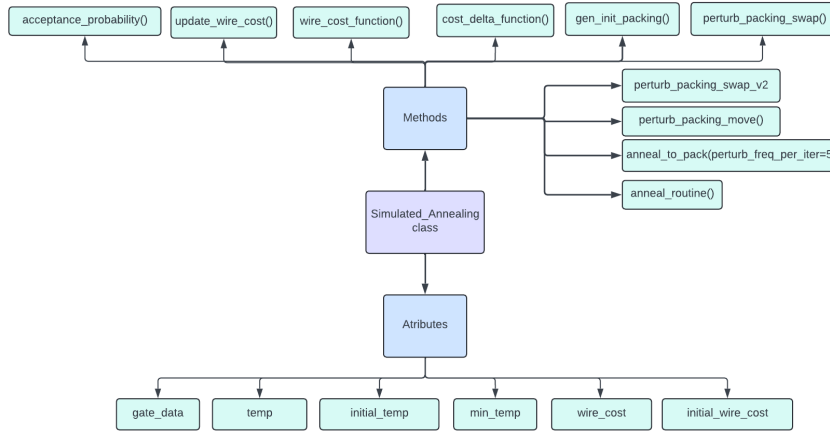 acceptance_probability()
update_wire_cost()
wire_cost_function()
cost_delta_function()
gen_init_packing()
perturb_packing_swap()
perturb_packing_swap_v2
Methods
perturb_packing_move()
anneal_to_pack(perturb_freq_per_iter=5
anneal_routine()
Simulated_Annealing
class
Atributes
gate_data
temp
initial_temp
min_temp
wire_cost
initial_wire_cost